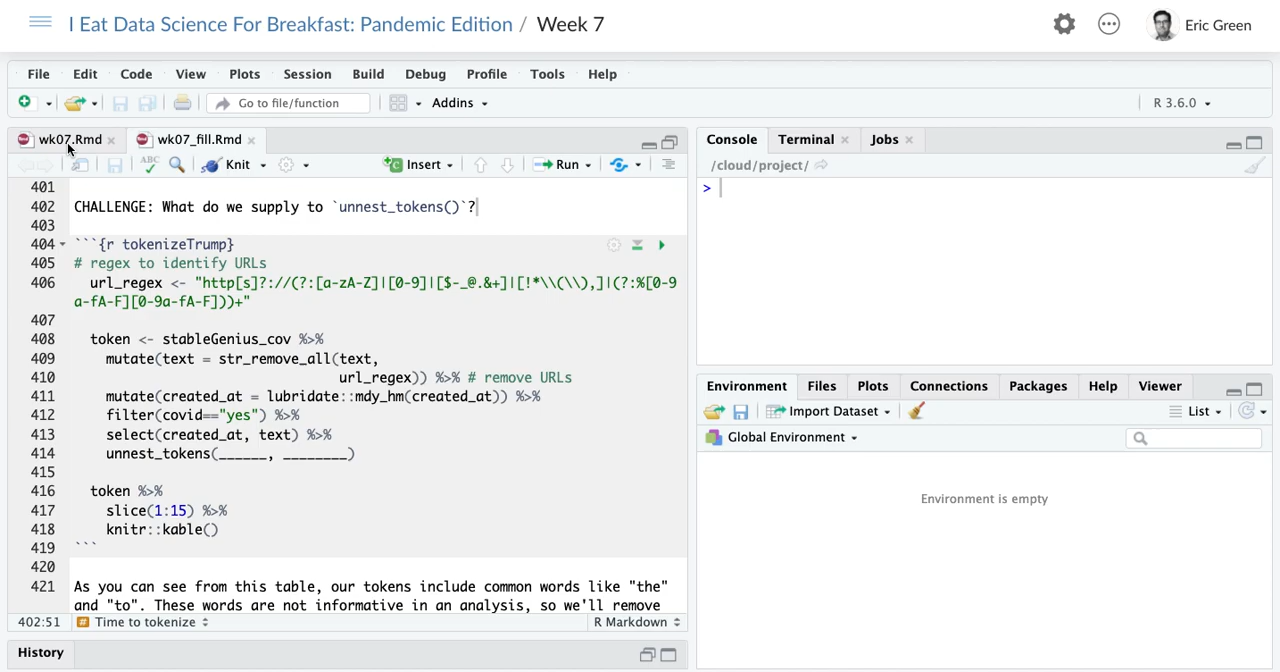 I Eat Data Science For Breakfast: Pandemic Edition / Week 7
Eric Green
File Edit Code View Plots Session Build Debug Profile Tools Help
Go to file/function
Addins
R 3.6.0
wk07.Rmd
wk07_fill.Rmd
ABC
Knit
Insert
Run
401
402 CHALLENGE: What do we supply to `unnest_tokens()`?
403
404 ```{r tokenizeTrump}
405 # regex to identify URLs
406 url_regex <- "http[s]?://(?:[a-zA-Z]|[0-9]|[$-_@.&+]|[!*\\(\\),]|(?:%[0-9
a-fA-F][0-9a-fA-F]))+"
407
408 token <- stableGenius_cov %>%
409 mutate(text = str_remove_all(text,
410 url_regex)) %>% # remove URLs
411 mutate(created_at = lubridate::mdy_hm(created_at)) %>%
412 filter(covid=="yes") %>%
413 select(created_at, text) %>%
414 unnest_tokens(______, ________)
415
416 token %>%
417 slice(1:15) %>%
418 knitr::kable()
419 ```
420
421 As you can see from this table, our tokens include common words like "the"
and "to". These words are not informative in an analysis, so we'll remove
402:51 # Time to tokenize
R Markdown
History
Console Terminal Jobs
/cloud/project/
>
Environment Files Plots Connections Packages Help Viewer
Import Dataset
List
Global Environment
Environment is empty